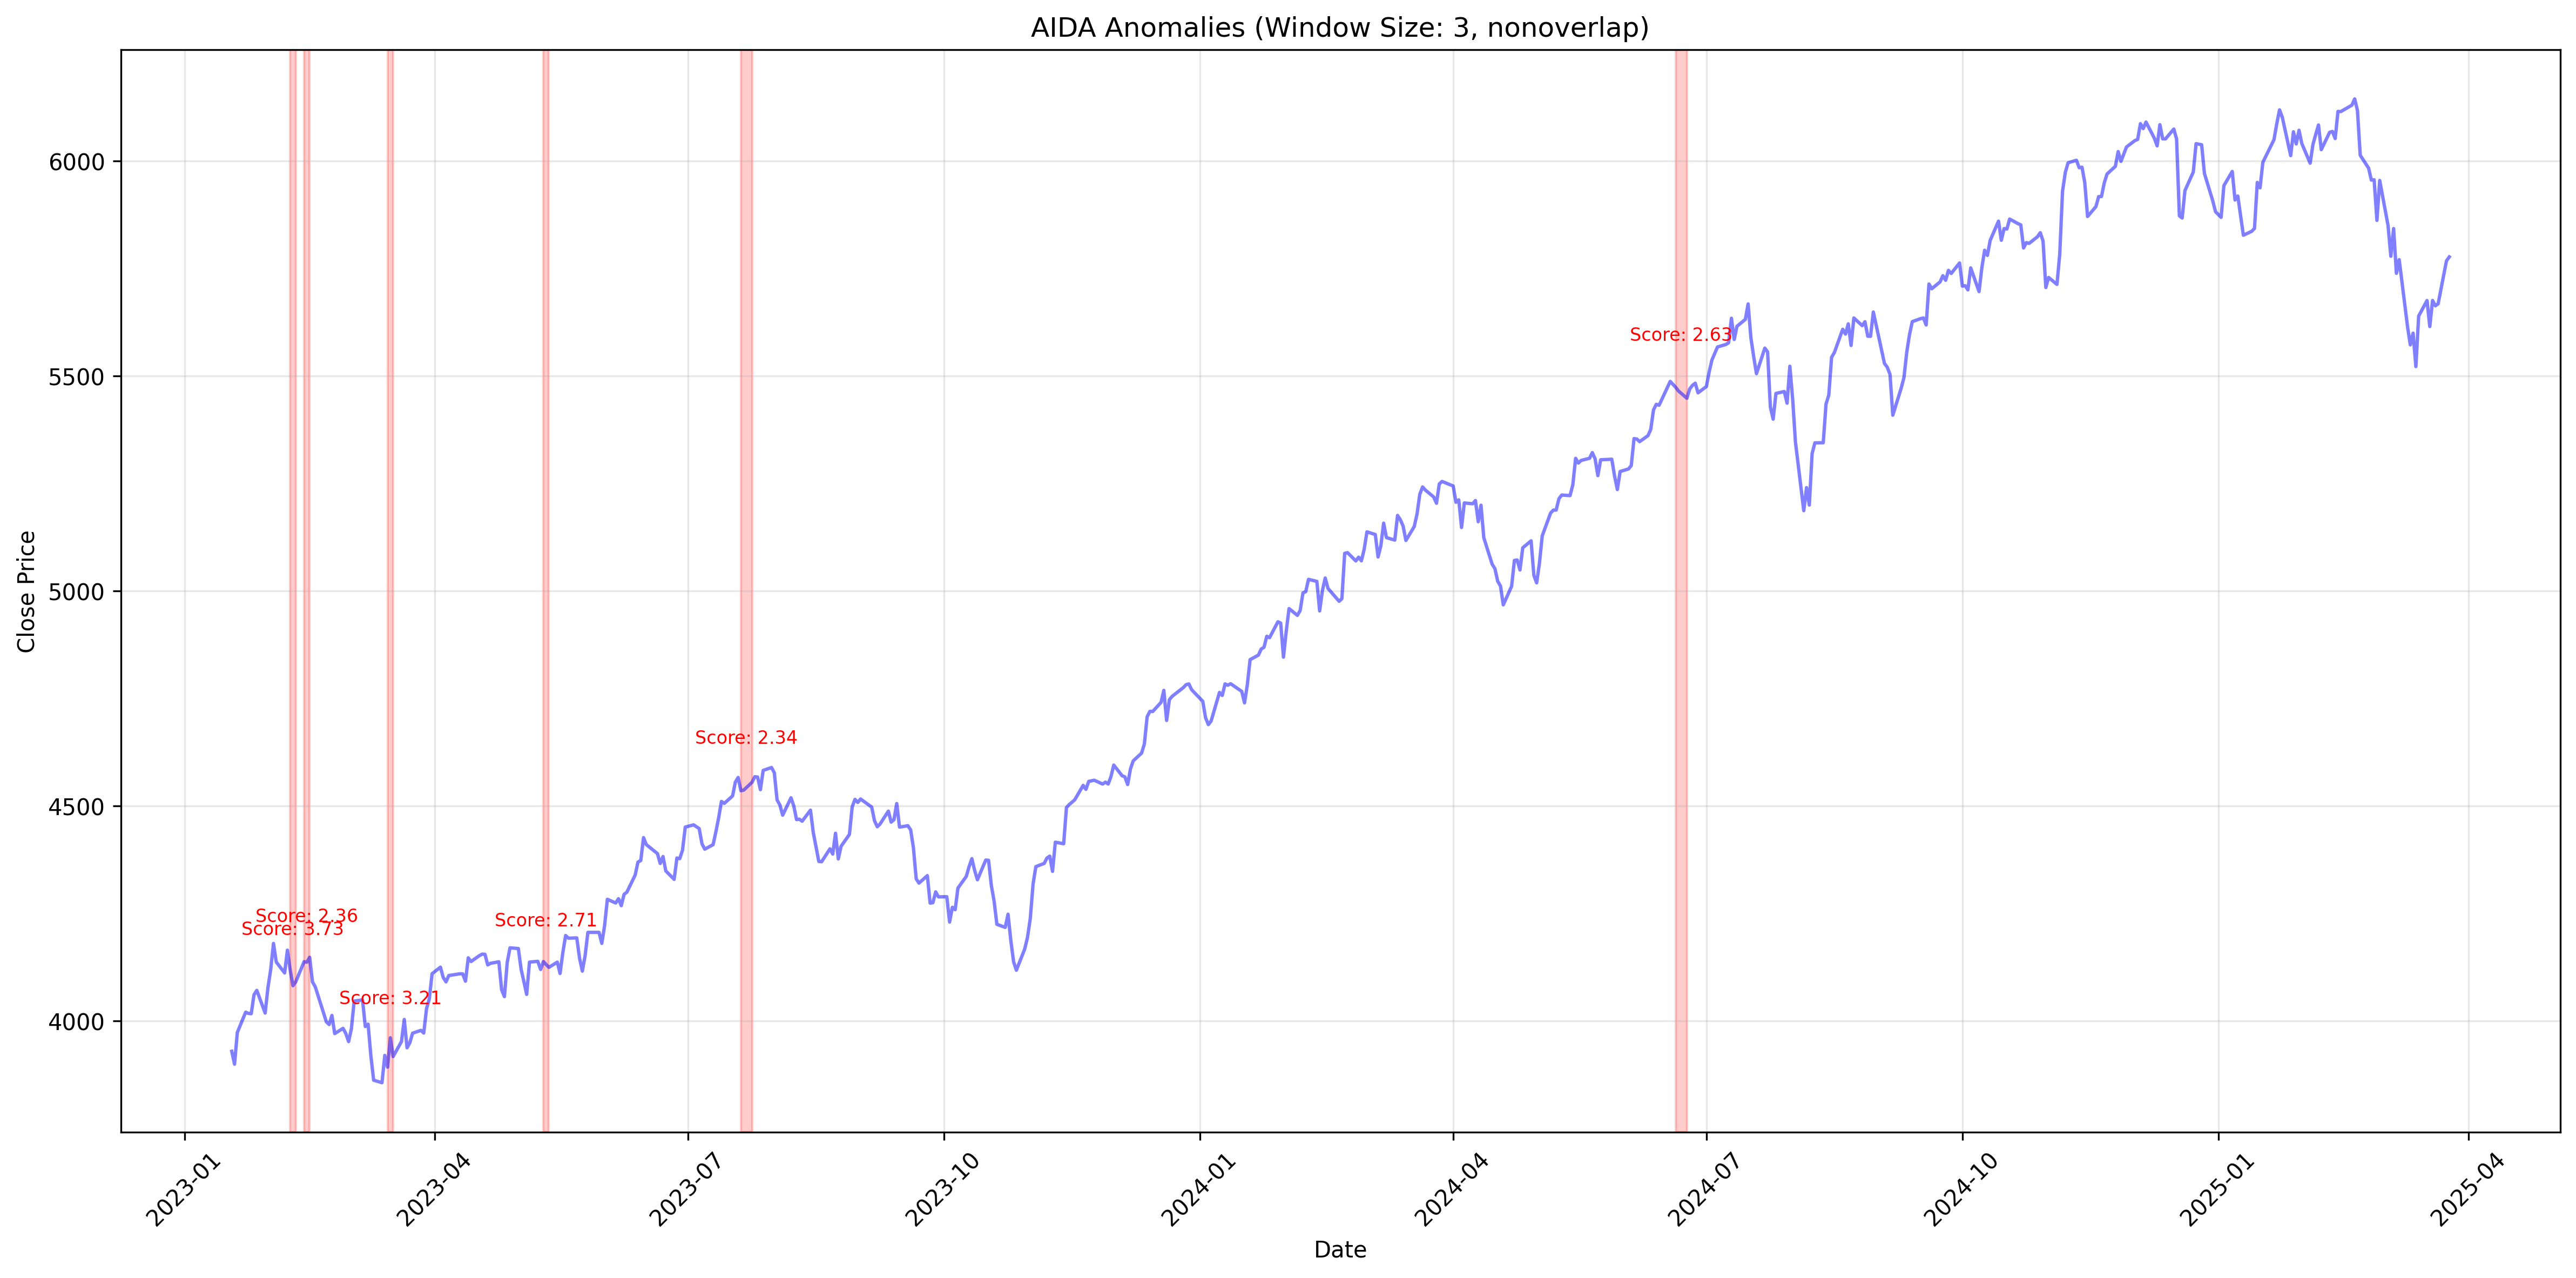 AIDA Anomalies (Window Size: 3, nonoverlap)
Close Price
6000
5500
5000
4500
4000
Score: 2.63
Score: 2.34
Score: 2.36
Score: 3.73
Score: 2.71
Score: 3.21
2023-01
2023-04
2023-07
2023-10
2024-01
2024-04
2024-07
2024-10
2025-01
2025-04
Date